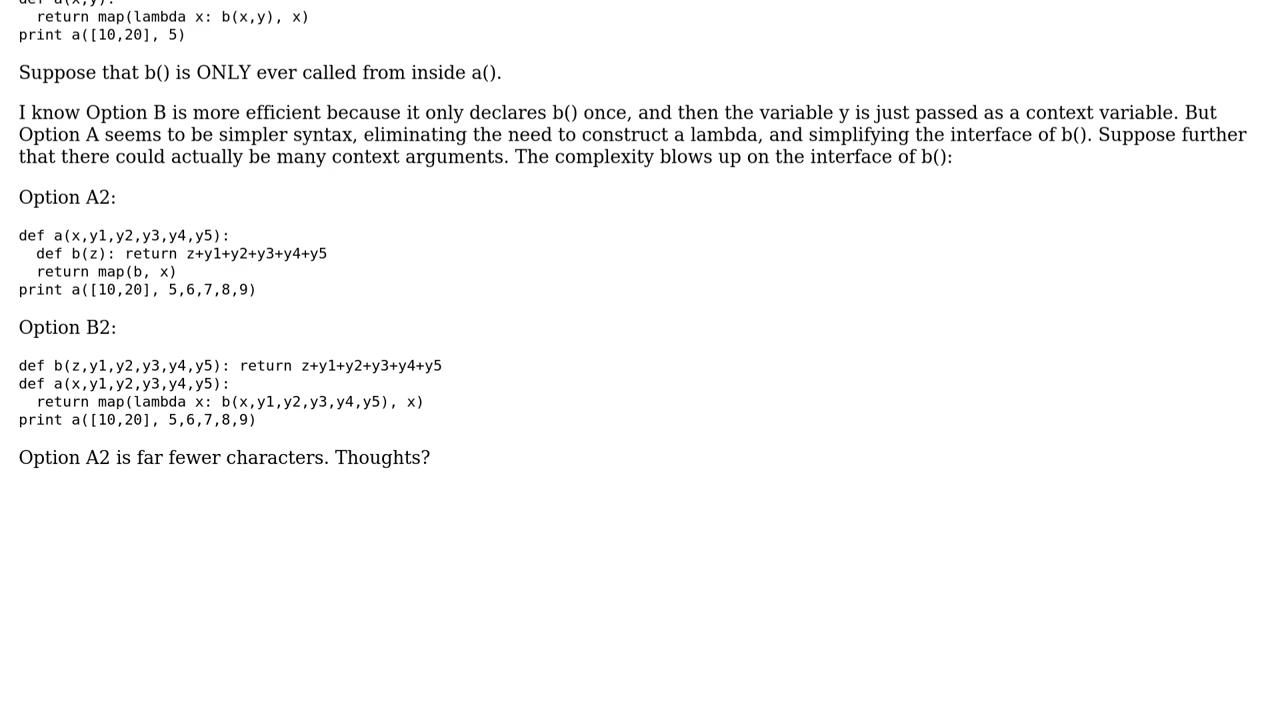 def a(x,y):
  return map(lambda x: b(x,y), x)
print a([10,20], 5)
Suppose that b() is ONLY ever called from inside a().
I know Option B is more efficient because it only declares b() once, and then the variable y is just passed as a context variable. But
Option A seems to be simpler syntax, eliminating the need to construct a lambda, and simplifying the interface of b(). Suppose further
that there could actually be many context arguments. The complexity blows up on the interface of b():
Option A2:
def a(x,y1,y2,y3,y4,y5):
  def b(z): return z+y1+y2+y3+y4+y5
  return map(b, x)
print a([10,20], 5,6,7,8,9)
Option B2:
def b(z,y1,y2,y3,y4,y5): return z+y1+y2+y3+y4+y5
def a(x,y1,y2,y3,y4,y5):
  return map(lambda x: b(x,y1,y2,y3,y4,y5), x)
print a([10,20], 5,6,7,8,9)
Option A2 is far fewer characters. Thoughts?